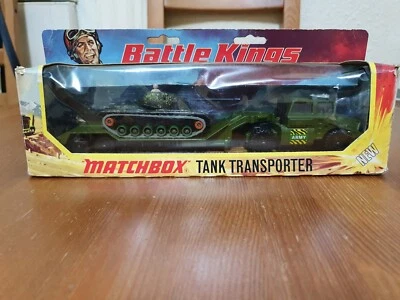 Battle Kings
ARMY
MATCHBOX TANK TRANSPORTER
NEW